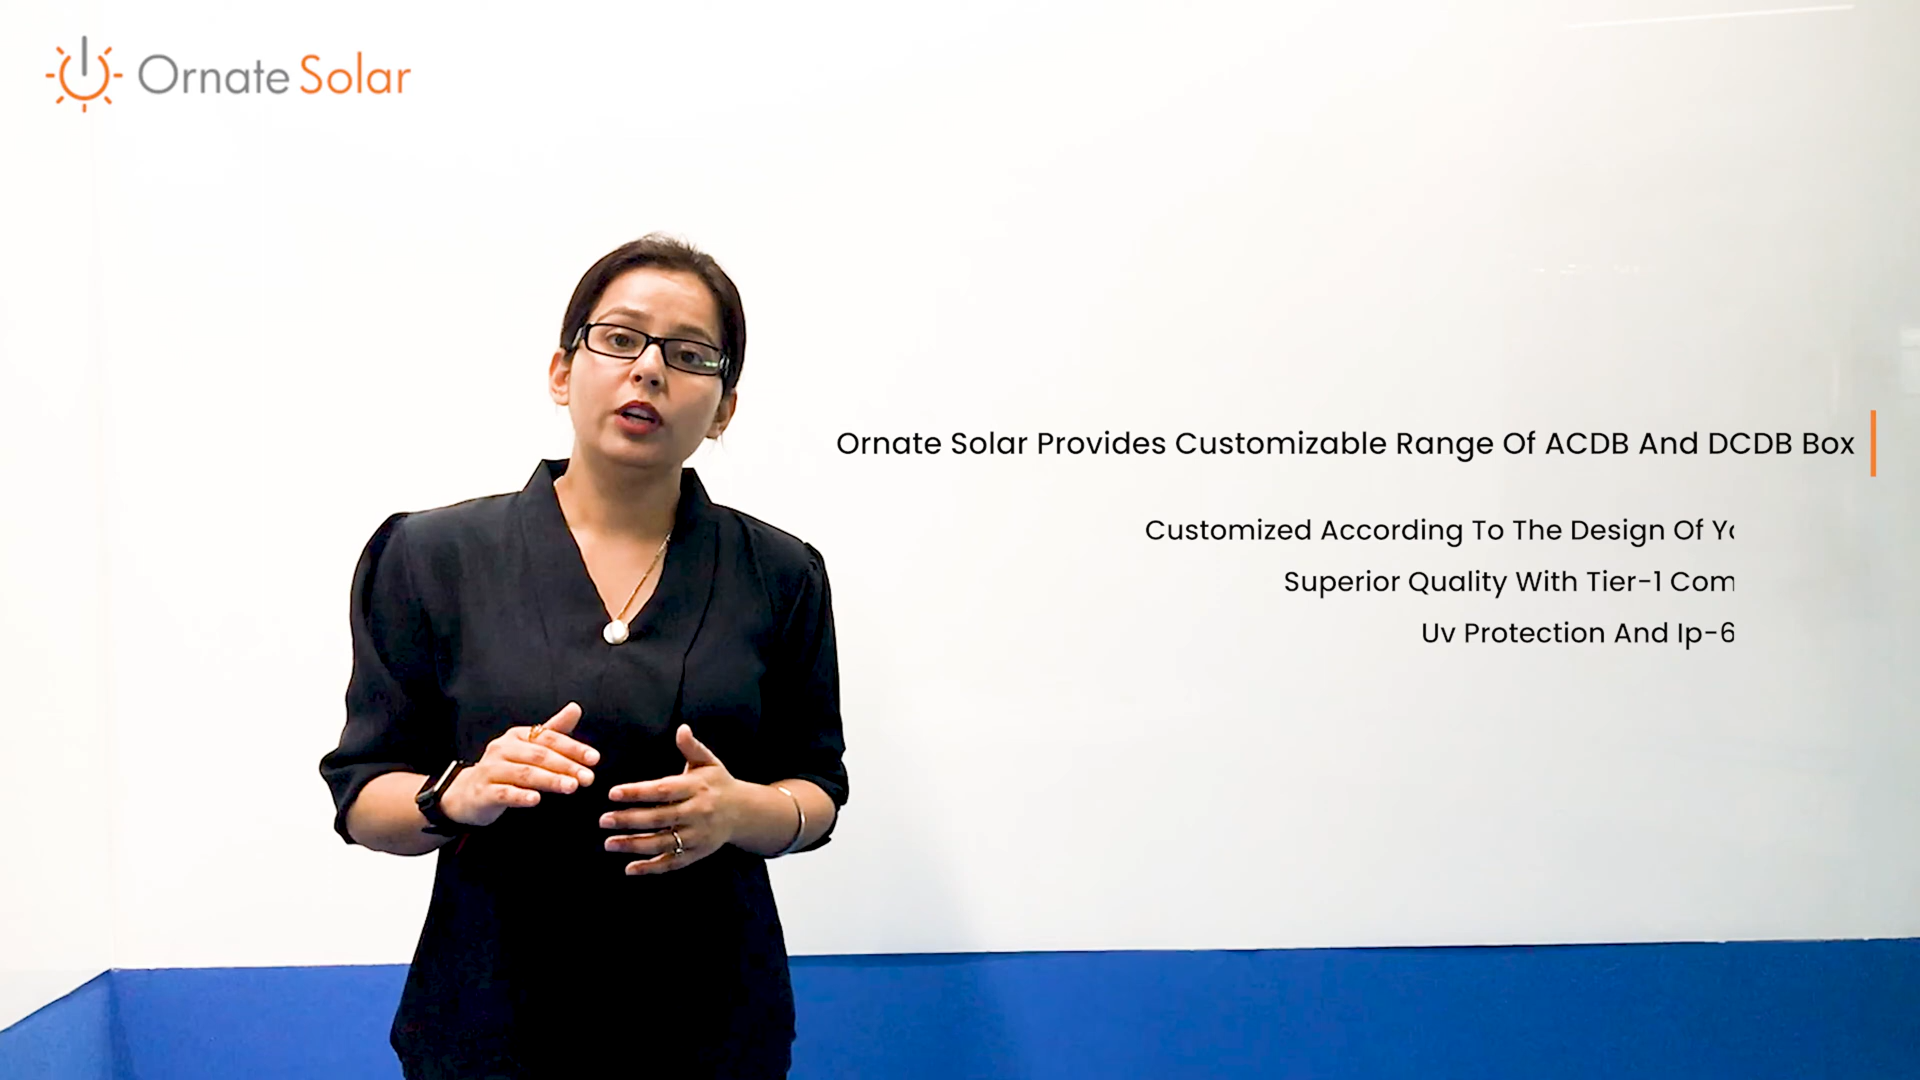 Ornate Solar
Ornate Solar Provides Customizable Range Of ACDB And DCDB Box
Customized According To The Design Of
Superior Quality With Tier-1
Uv Protection And